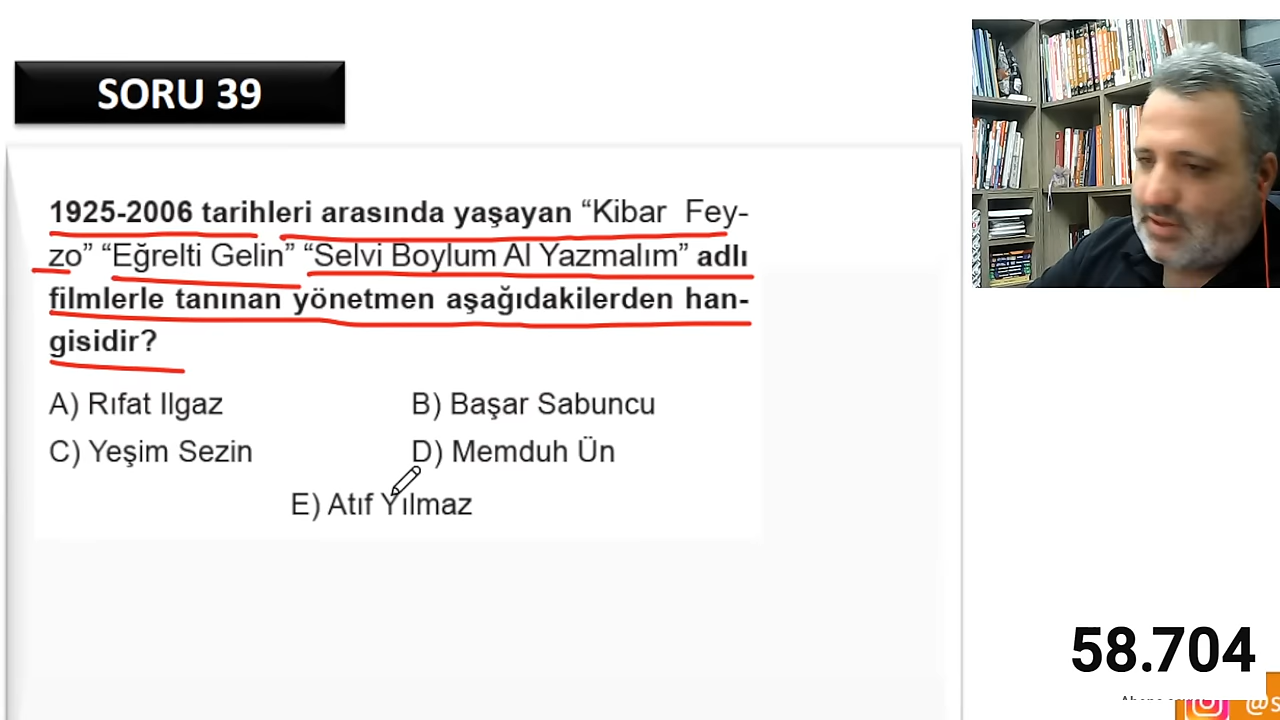 SORU 39
1925-2006 tarihleri arasında yaşayan “Kibar Fey-
zo” “Eğrelti Gelin” “Selvi Boylum Al Yazmalım” adlı
filmlerle tanınan yönetmen aşağıdakilerden han-
gisidir?
A) Rıfat Ilgaz
B) Başar Sabuncu
C) Yeşim Sezin
D) Memduh Ün
E) Atıf Yılmaz
58.704